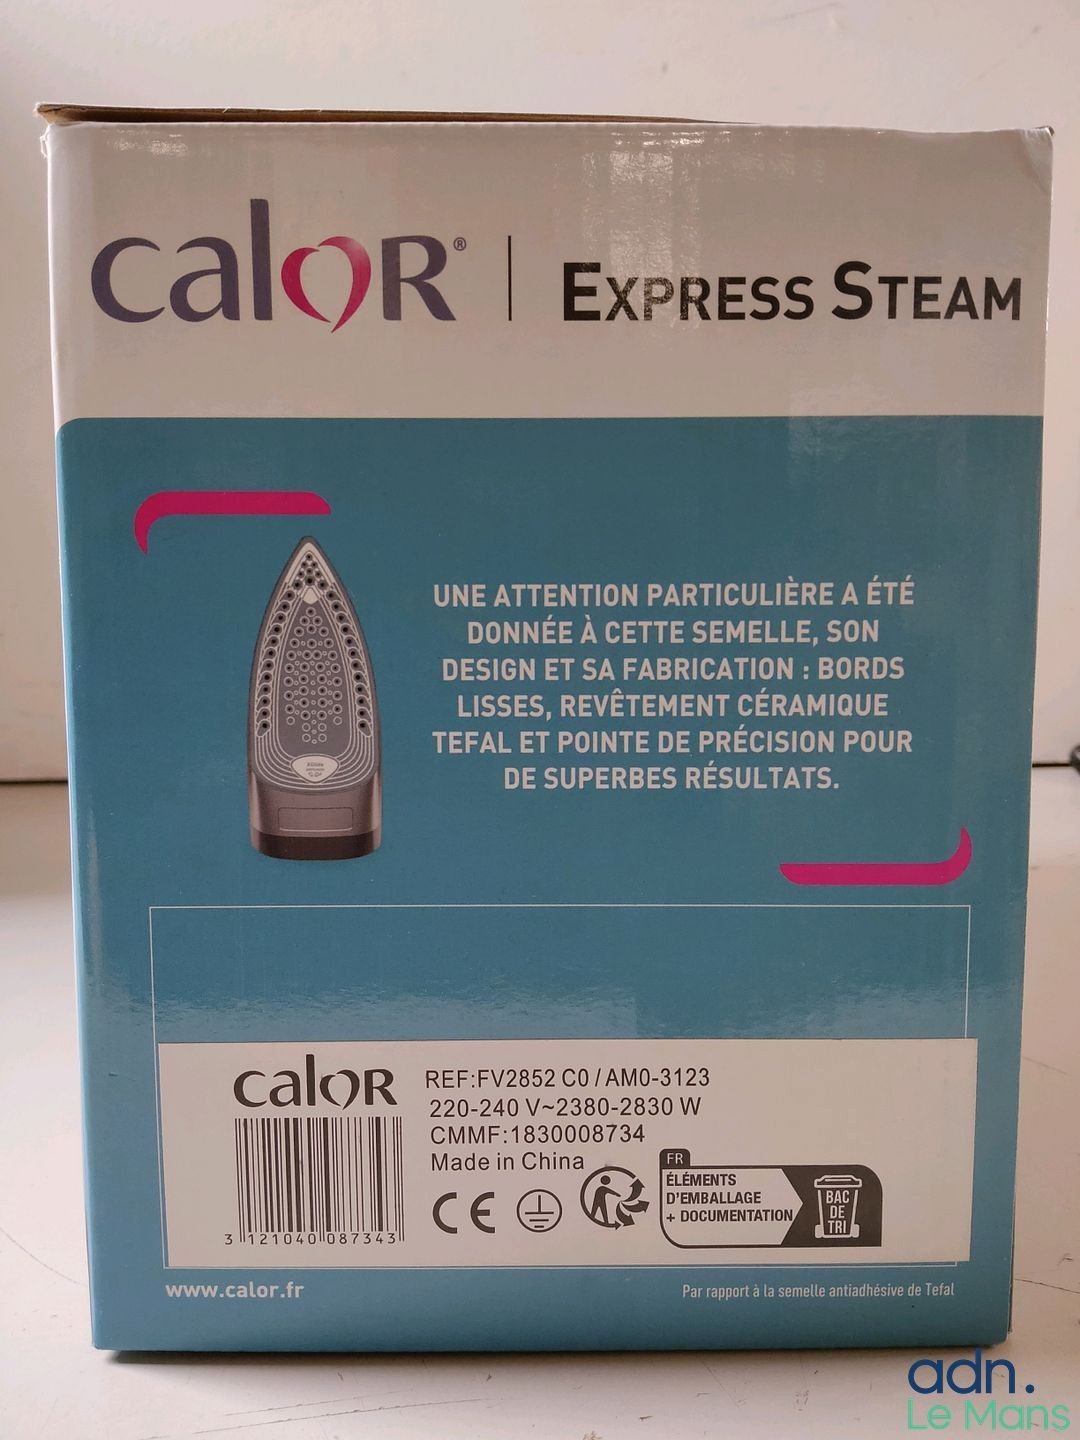 calor® | EXPRESS STEAM
UNE ATTENTION PARTICULIÈRE A ÉTÉ
DONNÉE À CETTE SEMELLE, SON
DESIGN ET SA FABRICATION : BORDS
LISSES, REVÊTEMENT CÉRAMIQUE
TEFAL ET POINTE DE PRÉCISION POUR
DE SUPERBES RÉSULTATS.
calor
REF:FV2852 C0 / AM0-3123
220-240 V~2380-2830 W
CMMF:1830008734
Made in China
3 121040 087343
CE
FR
ÉLÉMENTS
D'EMBALLAGE
+ DOCUMENTATION
BAC
DE
TRI
www.calor.fr
Par rapport à la semelle antiadhésive de Tefal
adn.
Le Mans